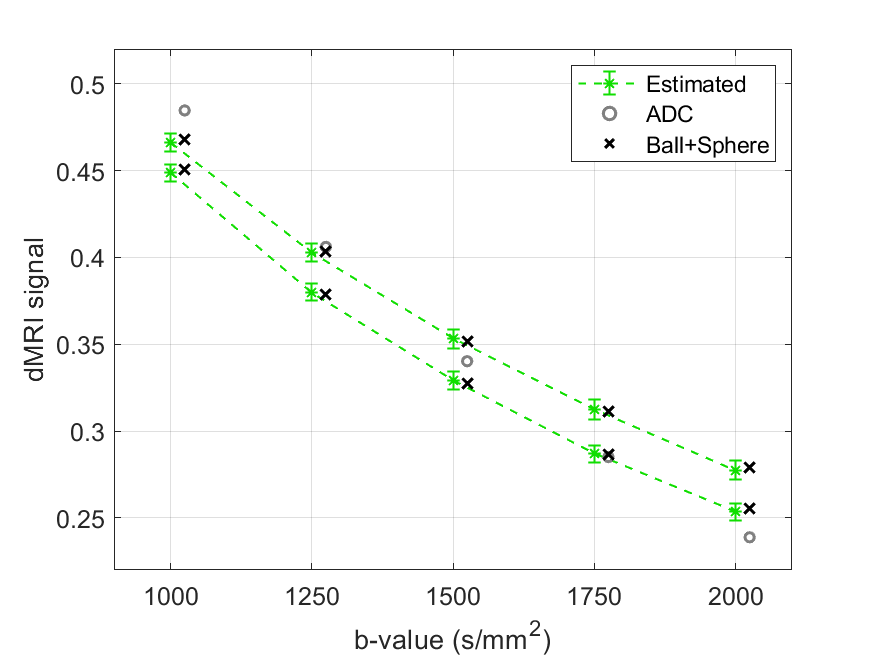 0.5
0.45
0.4
0.35
0.3
0.25
dMRI signal
1000 1250 1500 1750 2000
b-value (s/mm²)
Estimated
ADC
Ball+Sphere